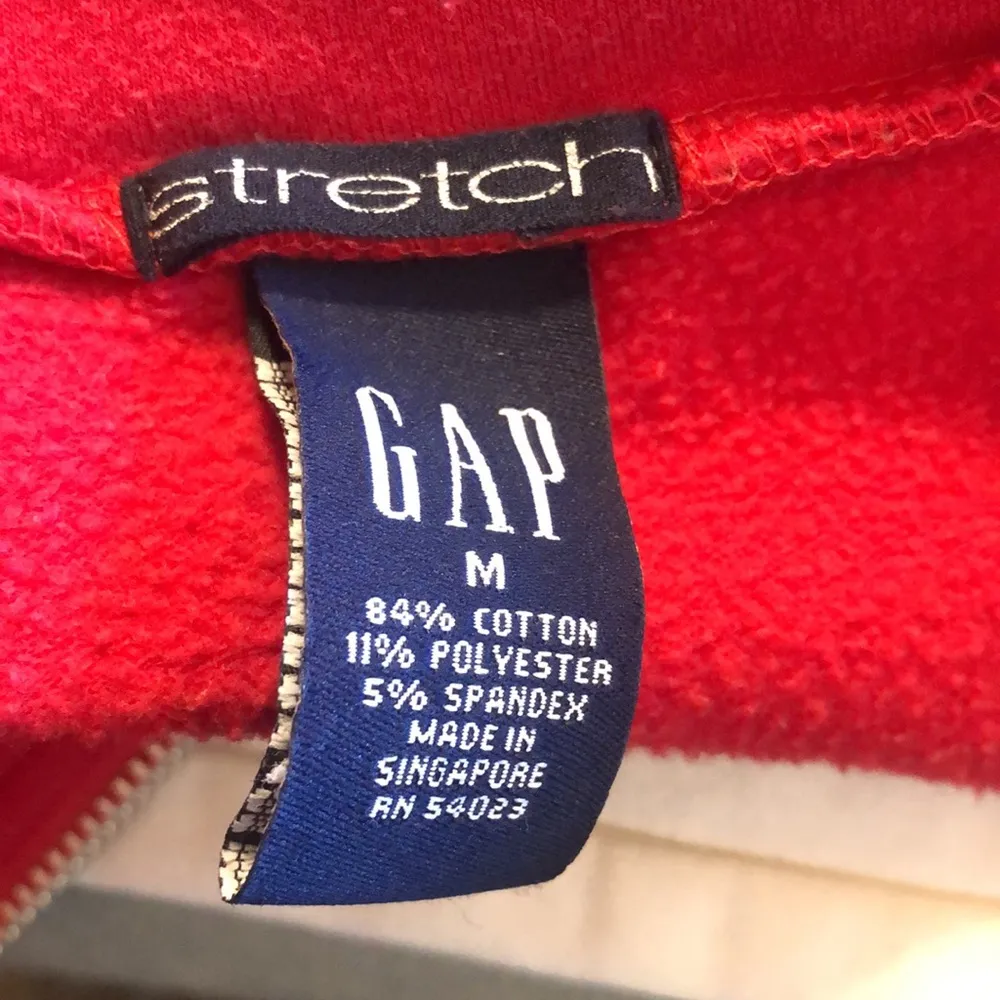 stretch
GAP
M
84% COTTON
11% POLYESTER
5% SPANDEX
MADE IN
SINGAPORE
RN 54023